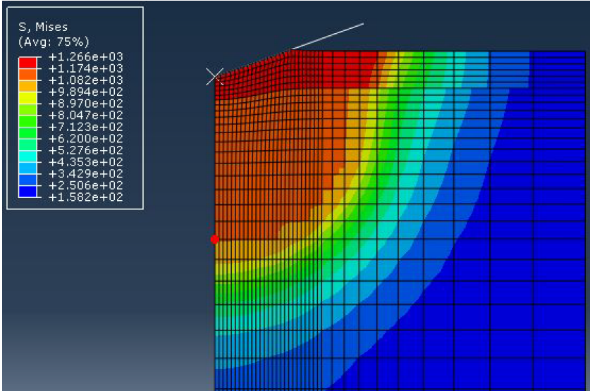 S, Mises
(Avg: 75%)
+1.266e+03
+1.174e+03
+1.082e+03
+9.894e+02
+8.970e+02
+8.047e+02
+7.123e+02
+6.200e+02
+5.276e+02
+4.353e+02
+3.429e+02
+2.506e+02
+1.582e+02